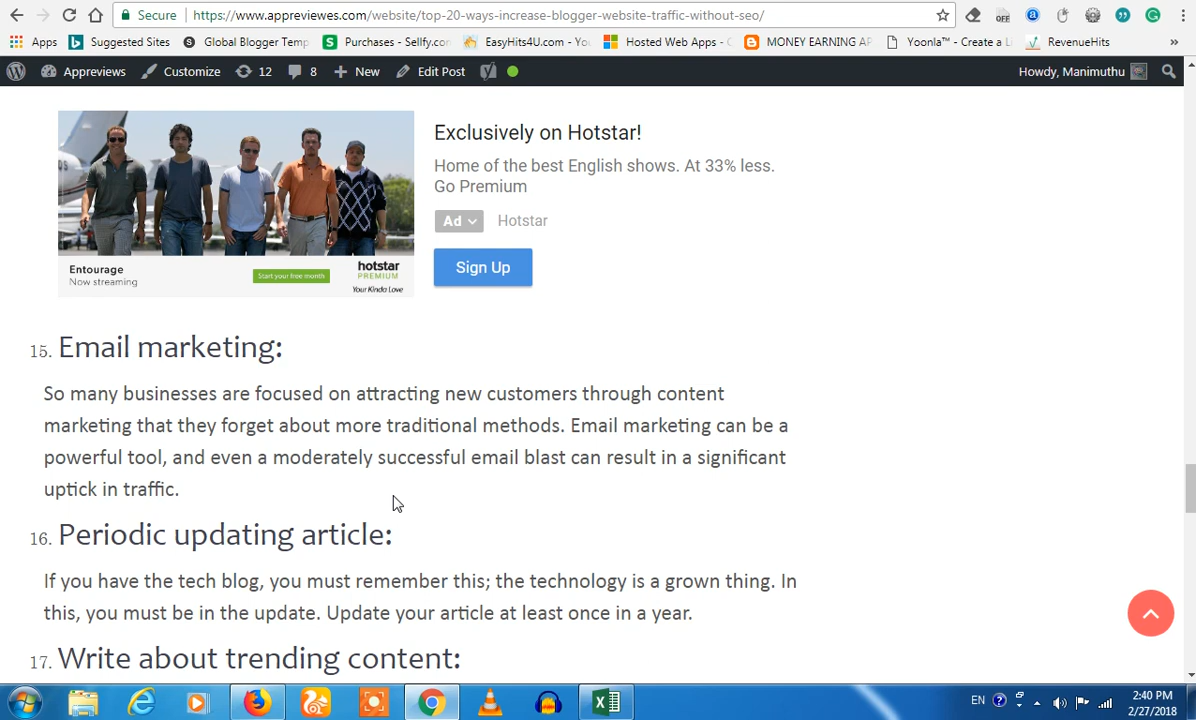 Secure https://www.appreviewes.com/website/top-20-ways-increase-blogger-website-traffic-without-seo/
OFF
Apps Suggested Sites Global Blogger Temp Purchases - Sellfy.com EasyHits4U.com - Yo Hosted Web Apps - MONEY EARNING AP Yoonla™ - Create a Li RevenueHits »
Appreviews Customize 12 8 New Edit Post Howdy, Manimuthu
Exclusively on Hotstar!
Home of the best English shows. At 33% less.
Go Premium
Ad Hotstar
Sign Up
Entourage
Now streaming
Start your free month
hotstar
PREMIUM
Your Kinda Love
15. Email marketing:
So many businesses are focused on attracting new customers through content
marketing that they forget about more traditional methods. Email marketing can be a
powerful tool, and even a moderately successful email blast can result in a significant
uptick in traffic.
16. Periodic updating article:
If you have the tech blog, you must remember this; the technology is a grown thing. In
this, you must be in the update. Update your article at least once in a year.
17. Write about trending content:
EN 2:40 PM
2/27/2018